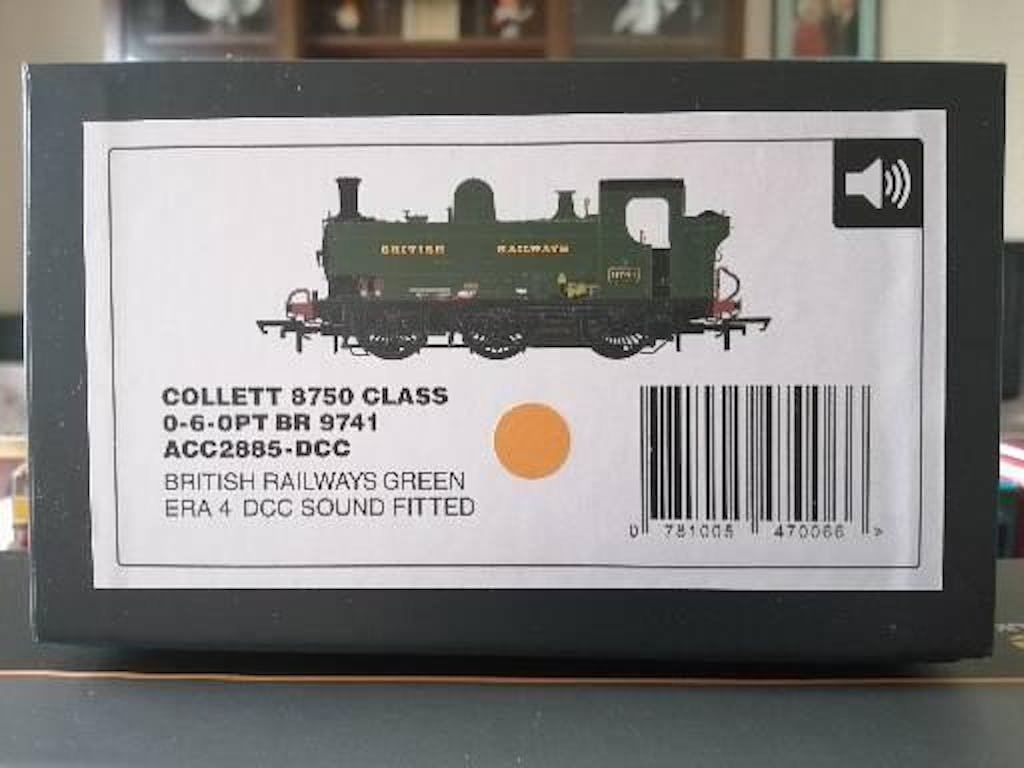 BRITISH RAILWAYS
9741
COLLETT 8750 CLASS
0-6-0PT BR 9741
ACC2885-DCC
BRITISH RAILWAYS GREEN
ERA 4 DCC SOUND FITTED
0 781005 470066 >